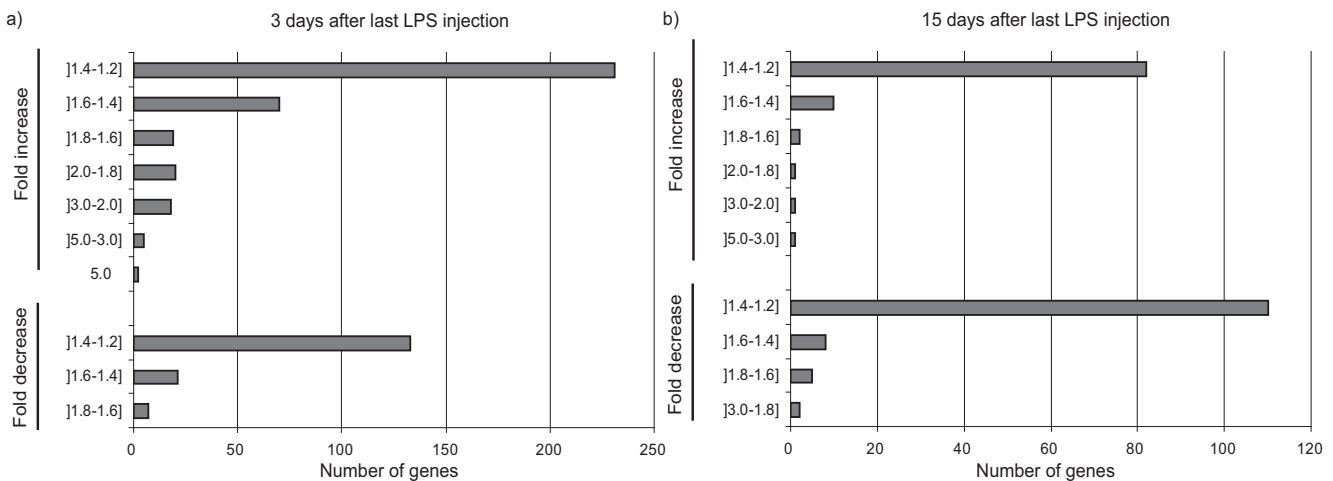 a)
3 days after last LPS injection
Fold increase
]1.4-1.2]
]1.6-1.4]
]1.8-1.6]
]2.0-1.8]
]3.0-2.0]
]5.0-3.0]
5.0
Fold decrease
]1.4-1.2]
]1.6-1.4]
]1.8-1.6]
0 50 100 150 200 250
Number of genes
b)
15 days after last LPS injection
Fold increase
]1.4-1.2]
]1.6-1.4]
]1.8-1.6]
]2.0-1.8]
]3.0-2.0]
]5.0-3.0]
Fold decrease
]1.4-1.2]
]1.6-1.4]
]1.8-1.6]
]3.0-1.8]
0 20 40 60 80 100 120
Number of genes